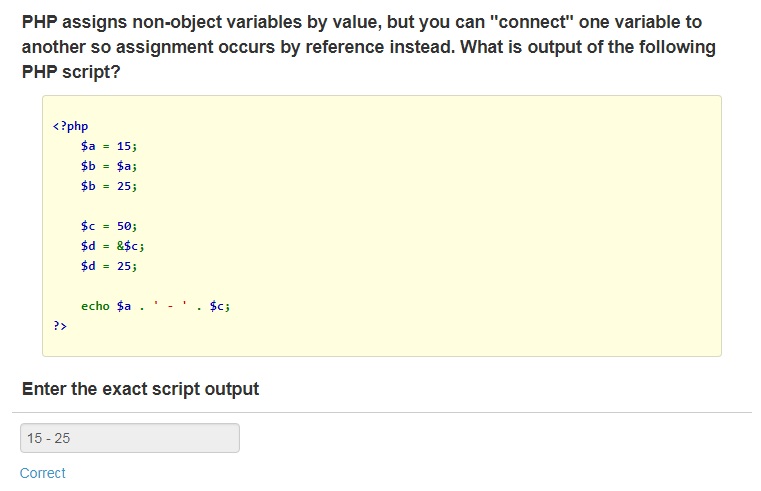 PHP assigns non-object variables by value, but you can "connect" one variable to
another so assignment occurs by reference instead. What is output of the following
PHP script?
<?php
$a = 15;
$b = $a;
$b = 25;
$c = 50;
$d = &$c;
$d = 25;
echo $a . ' - ' . $c;
?>
Enter the exact script output
15 - 25
Correct